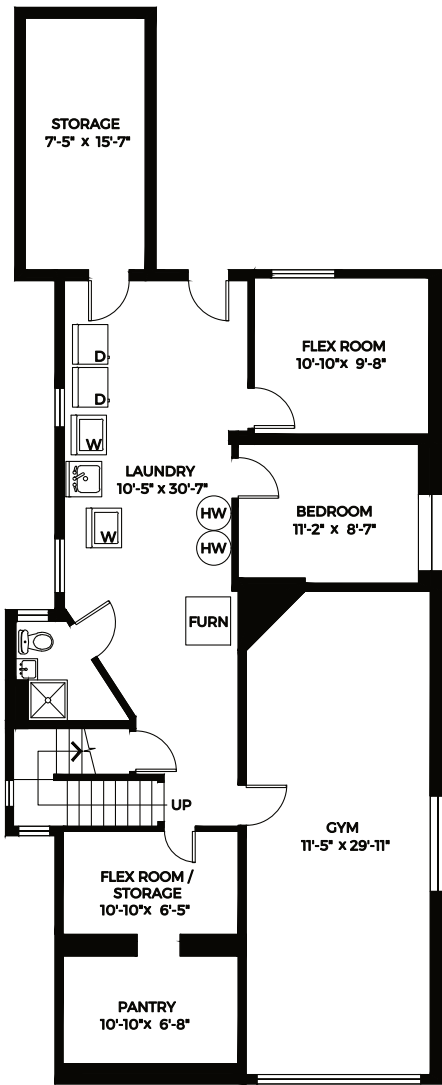 STORAGE
7'-5" x 15'-7"
FLEX ROOM
10'-10"x 9'-8"
D
D
W
LAUNDRY
10'-5" x 30'-7"
HW
BEDROOM
11'-2" x 8'-7"
W
HW
FURN
UP
GYM
11'-5" x 29'-11"
FLEX ROOM /
STORAGE
10'-10"x 6'-5"
PANTRY
10'-10"x 6'-8"